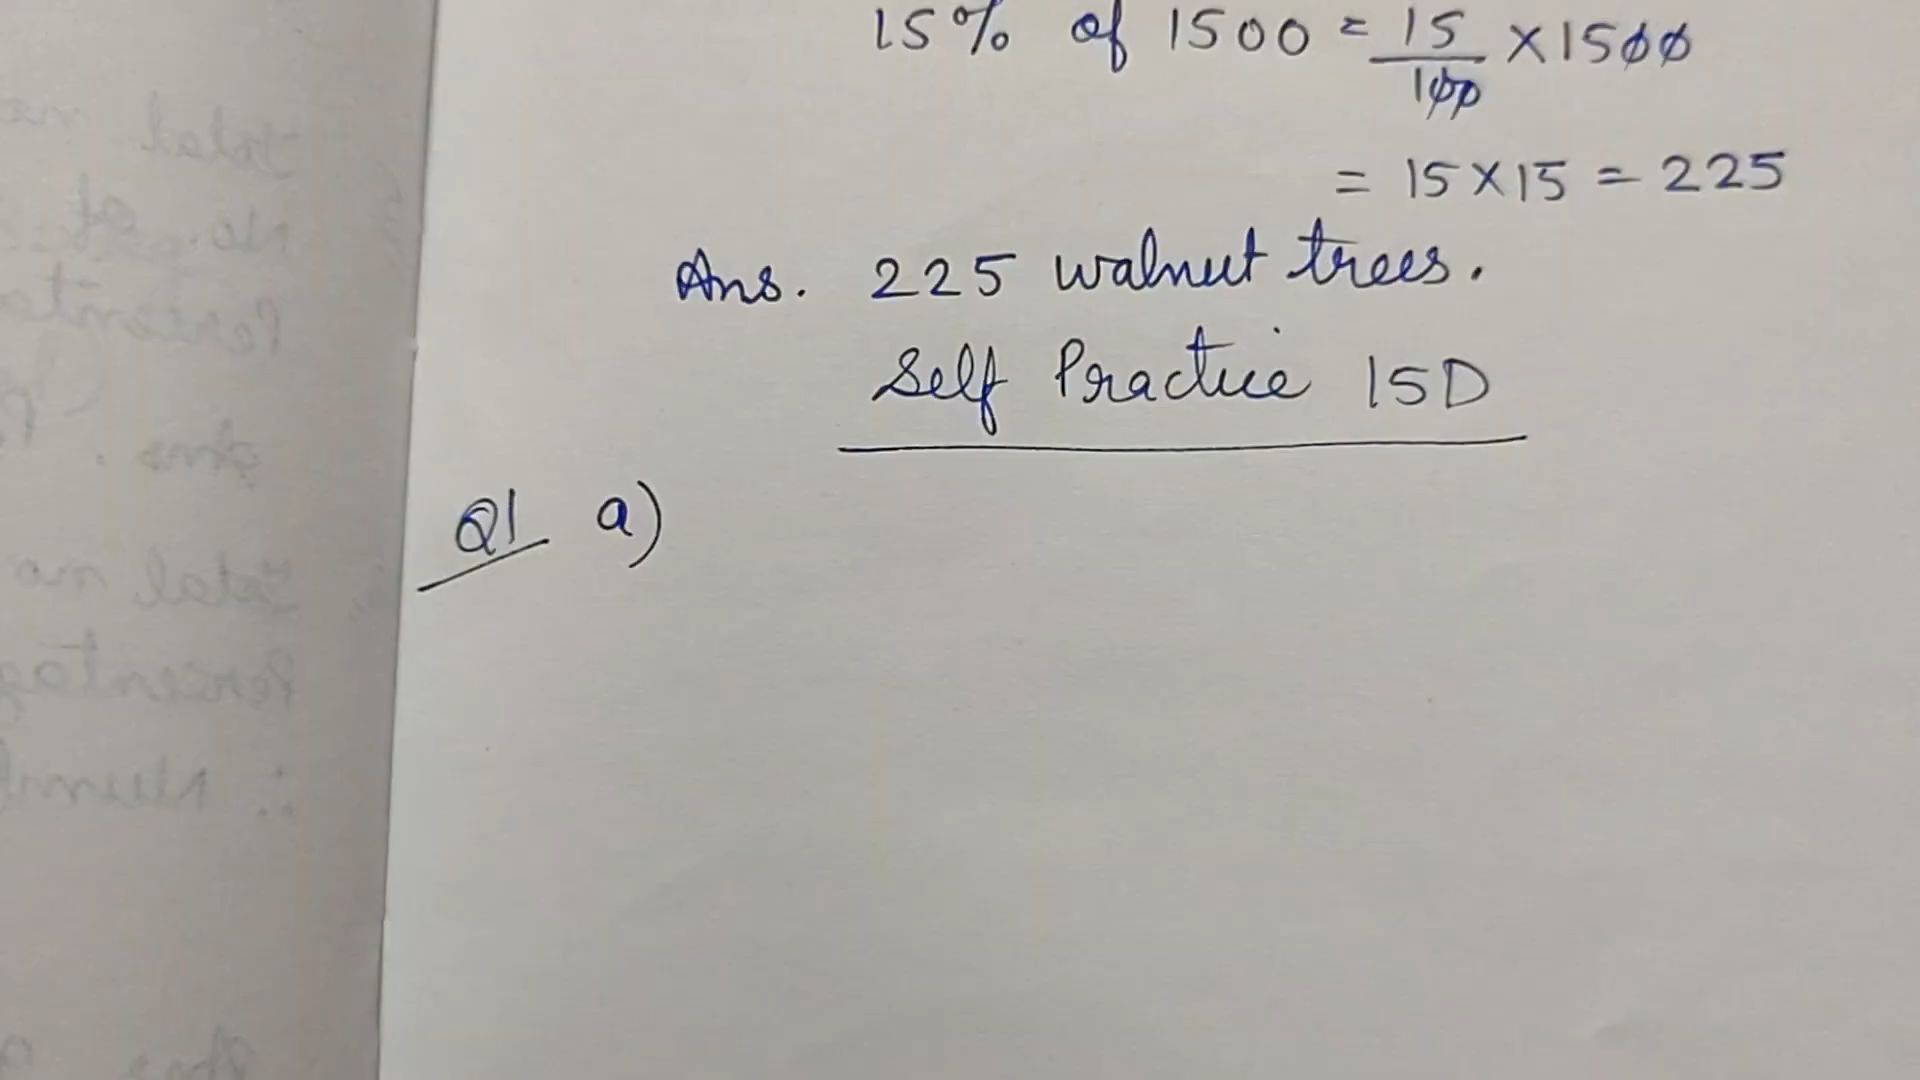 15% of 1500 = 15/100 × 1500
= 15 × 15 = 225
Ans. 225 walnut trees.
Self Practice 15D
Q1 a)